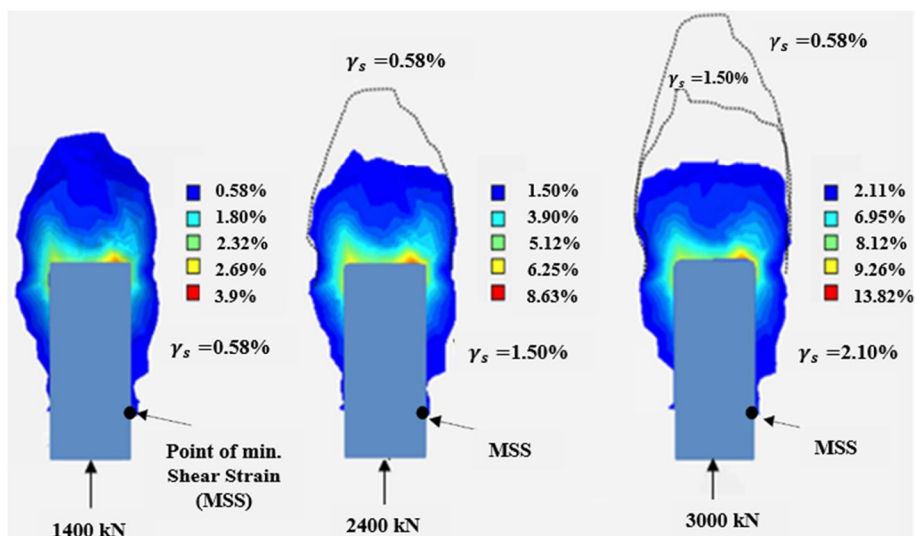 γs =0.58%
0.58%
1.80%
2.32%
2.69%
3.9%
γs =0.58%
Point of min.
Shear Strain
(MSS)
1400 kN
γs =0.58%
1.50%
3.90%
5.12%
6.25%
8.63%
γs =1.50%
MSS
2400 kN
γs =0.58%
γs =1.50%
2.11%
6.95%
8.12%
9.26%
13.82%
γs =2.10%
MSS
3000 kN